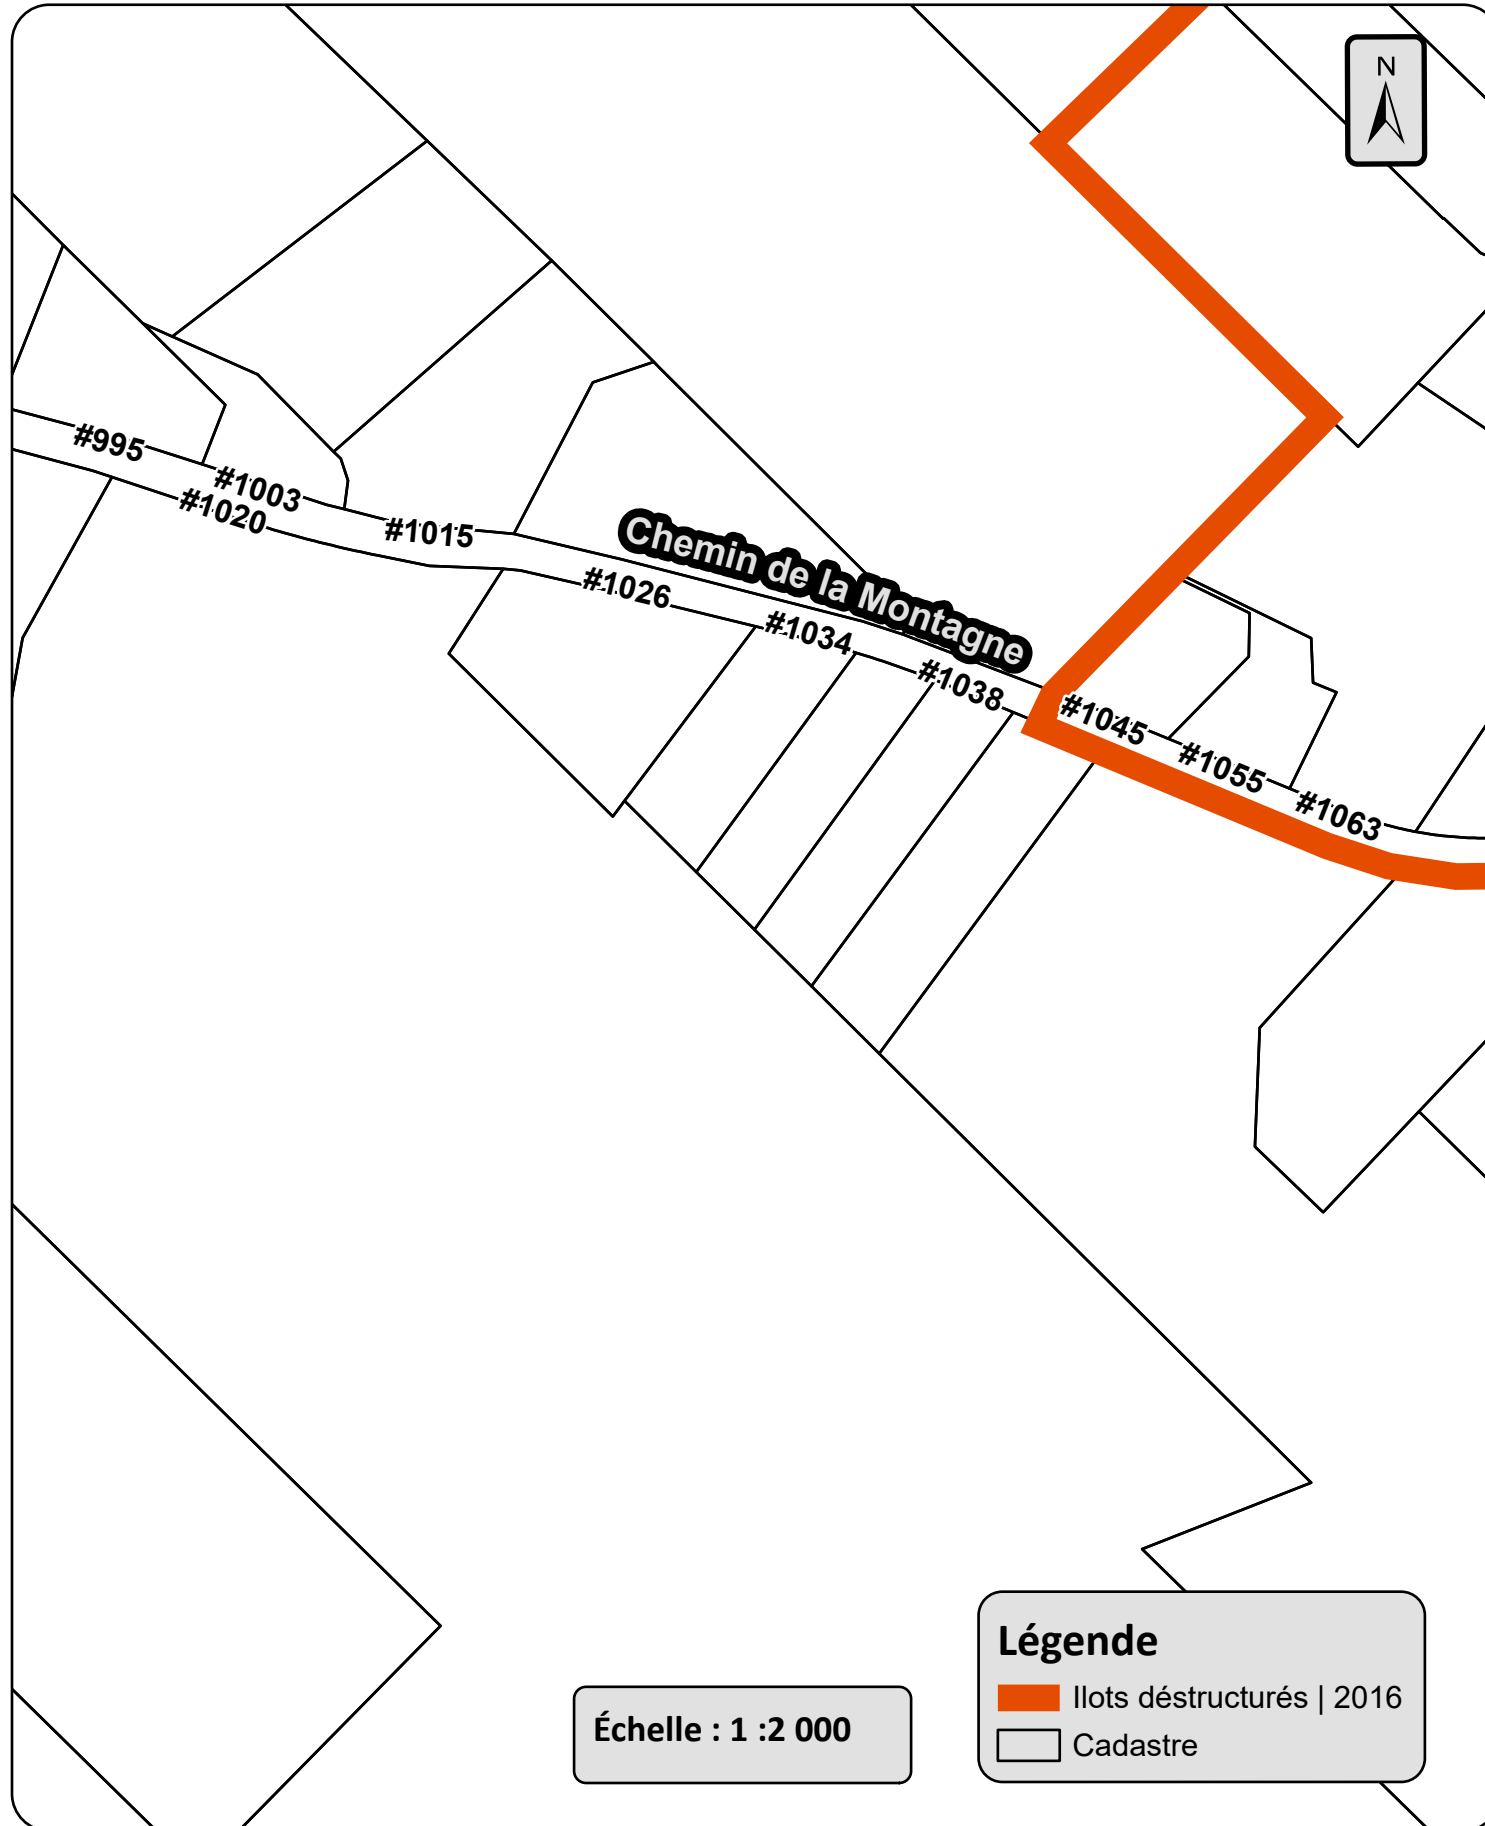 N
#995
#1003
#1020
#1015
Chemin de la Montagne
#1026
#1034
#1038
#1045
#1055
#1063
Légende
Ilots déstructurés | 2016
Cadastre
Échelle : 1 :2 000